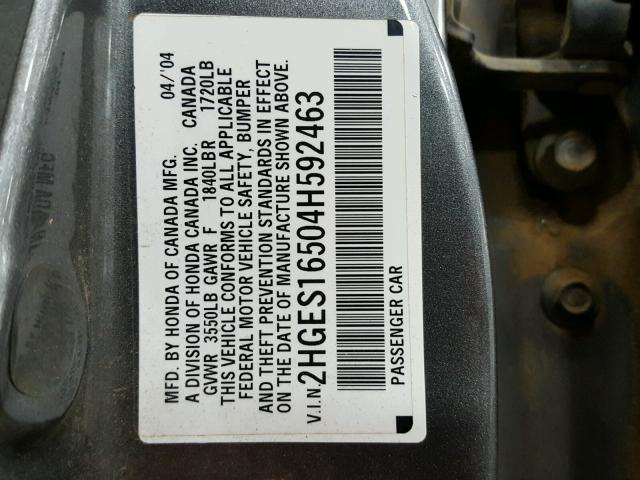 MFD. BY HONDA OF CANADA MFG. 04/'04
A DIVISION OF HONDA CANADA INC. CANADA
GVWR 3550LB GAWR F 1840LBR 1720LB
THIS VEHICLE CONFORMS TO ALL APPLICABLE
FEDERAL MOTOR VEHICLE SAFETY, BUMPER
AND THEFT PREVENTION STANDARDS IN EFFECT
ON THE DATE OF MANUFACTURE SHOWN ABOVE.
V.I.N. 2HGES16504H592463
PASSENGER CAR